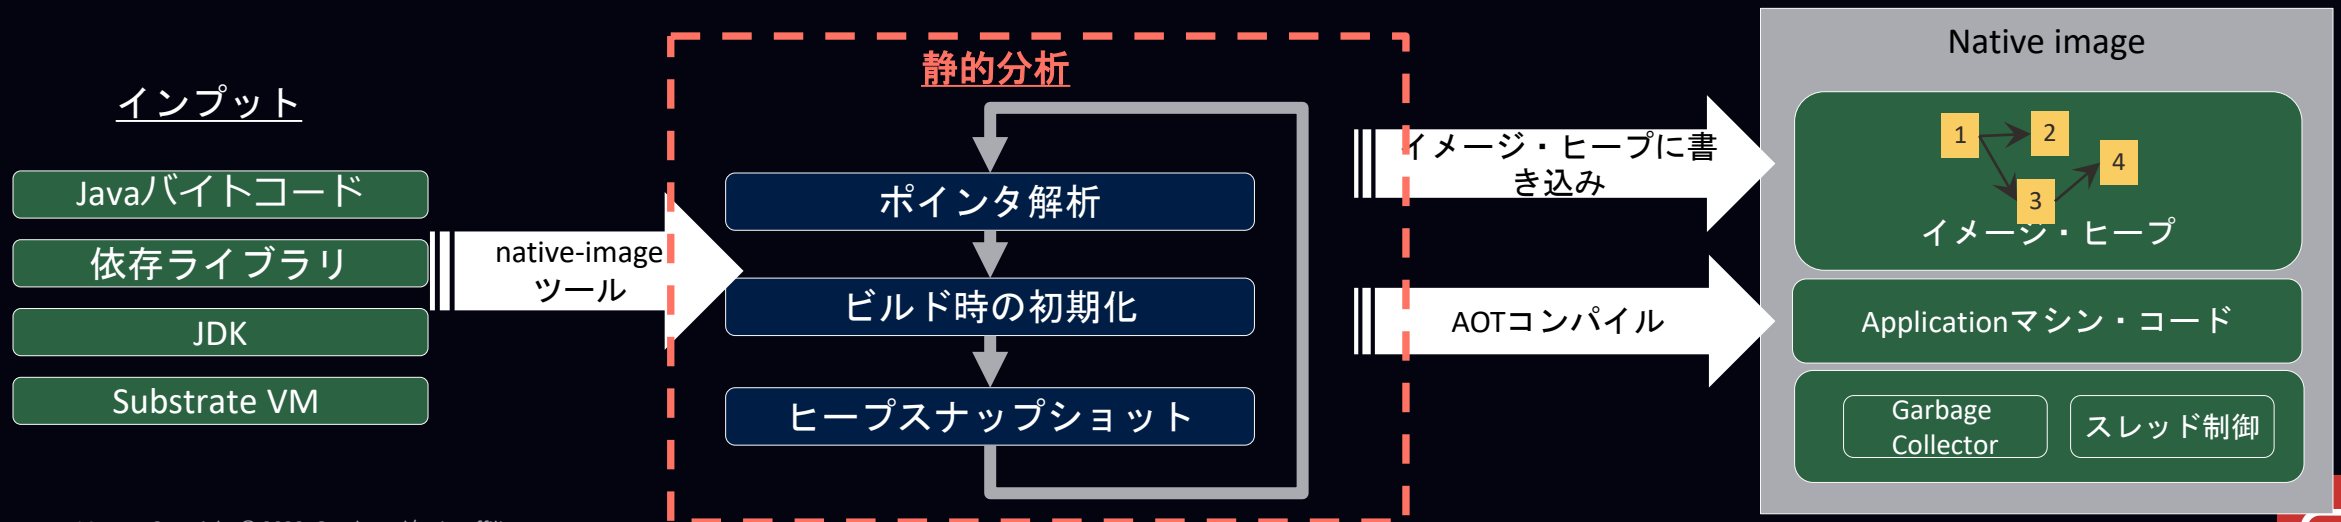 インプット
Javaバイトコード
依存ライブラリ
JDK
Substrate VM
native-image
ツール
静的分析
ポインタ解析
ビルド時の初期化
ヒープスナップショット
イメージ・ヒープに書
き込み
AOTコンパイル
Native image
1
2
4
3
イメージ・ヒープ
Applicationマシン・コード
Garbage
Collector
スレッド制御